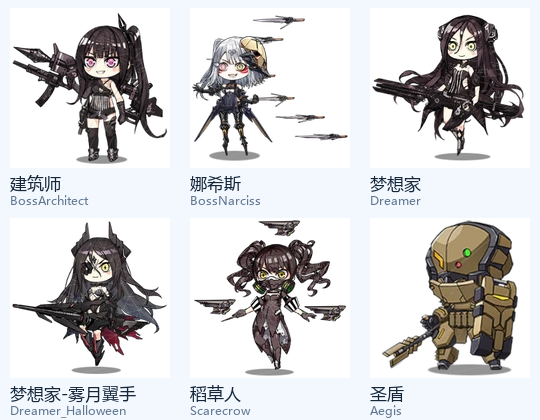 建筑师
BossArchitect
娜希斯
BossNarciss
梦想家
Dreamer
梦想家-雾月翼手
Dreamer_Halloween
稻草人
Scarecrow
圣盾
Aegis